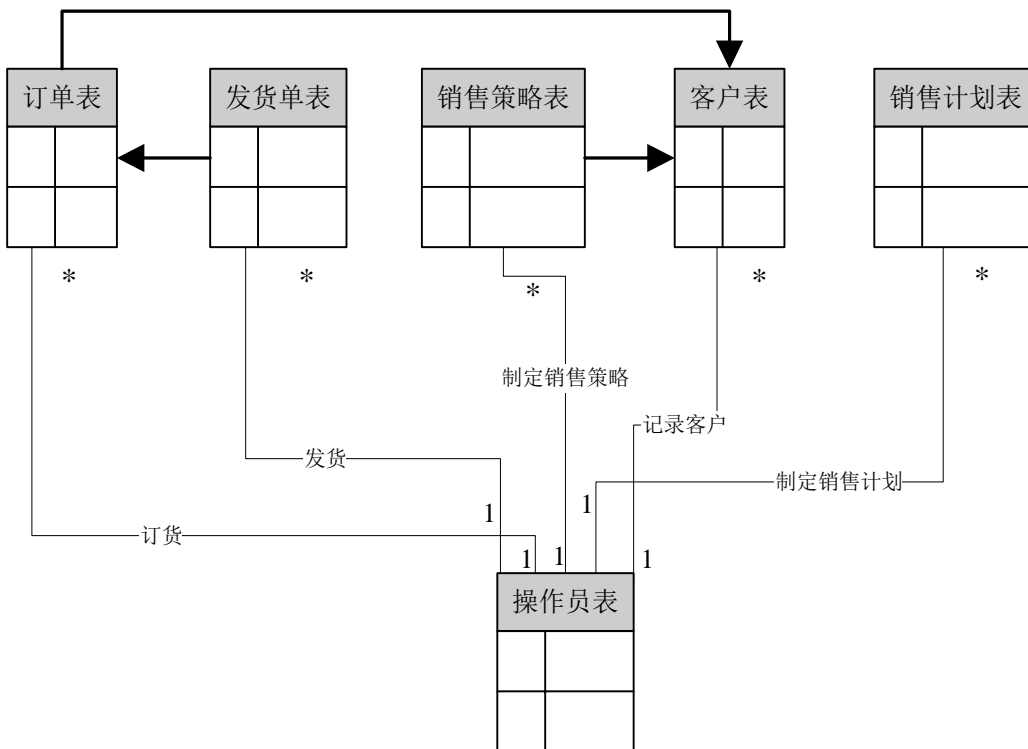 订单表
发货单表
销售策略表
客户表
销售计划表
*
*
*
*
*
制定销售策略
记录客户
发货
制定销售计划
1
1
订货
1
1
1
操作员表